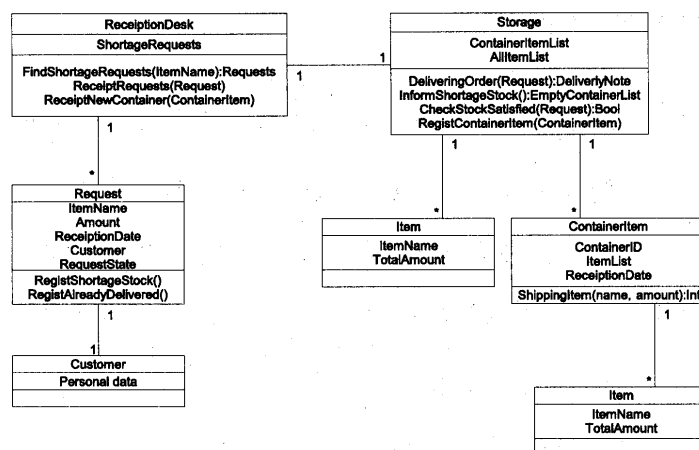 ReceiptionDesk
ShortageRequests
FindShortageRequests(ItemName):Requests
ReceiptRequests(Request)
ReceiptNewContainer(ContainerItem)
1
1
Storage
ContainerItemList
AllItemList
DeliveringOrder(Request):DeliverlyNote
InformShortageStock():EmptyContainerList
CheckStockSatisfied(Request):Bool
RegistContainerItem(ContainerItem)
1
*
1
1
*
*
Request
ItemName
Amount
ReceiptionDate
Customer
RequestState
RegistShortageStock()
RegistAlreadyDelivered()
Item
ItemName
TotalAmount
ContainerItem
ContainerID
ItemList
ReceiptionDate
ShippingItem(name, amount):Int
1
1
1
*
Customer
Personal data
Item
ItemName
TotalAmount